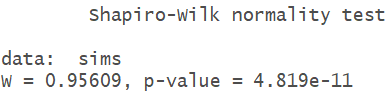 Shapiro-Wilk normality test
data:  sims
W = 0.95609, p-value = 4.819e-11